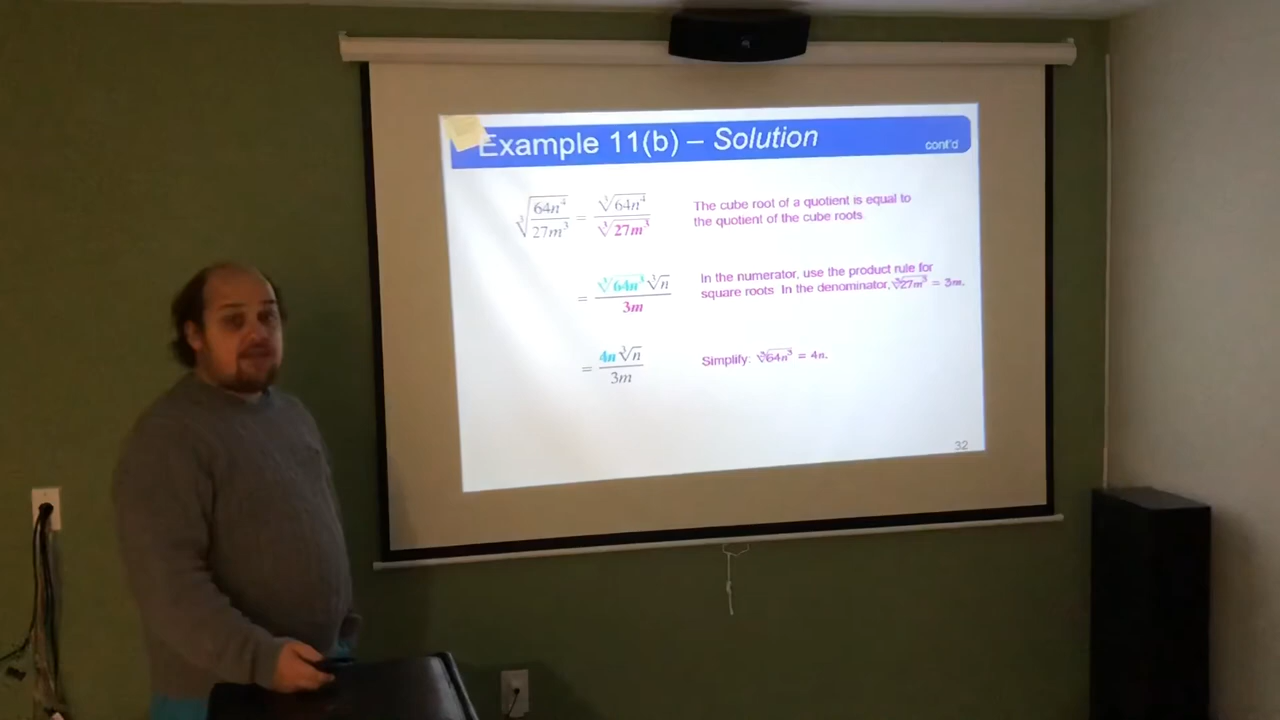 Example 11(b) – Solution
cont'd
∛(64n⁴/27m³) = ∛64n⁴/∛27m³
The cube root of a quotient is equal to
the quotient of the cube roots.
= ∛64n³ ∛n/3m
In the numerator, use the product rule for
square roots. In the denominator, ∛27m³ = 3m.
= 4n∛n/3m
Simplify: ∛64n³ = 4n.
32